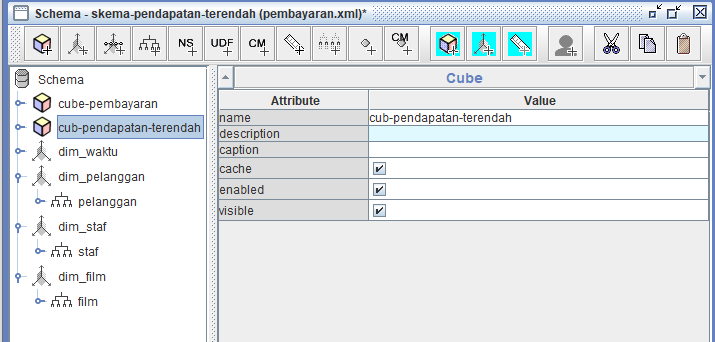 Schema - skema-pendapatan-terendah (pembayaran.xml)*
NS UDF CM CM
Schema
cube-pembayaran
cub-pendapatan-terendah
dim_waktu
dim_pelanggan
pelanggan
dim_staf
staf
dim_film
film
Cube
Attribute Value
name cub-pendapatan-terendah
description
caption
cache
enabled
visible